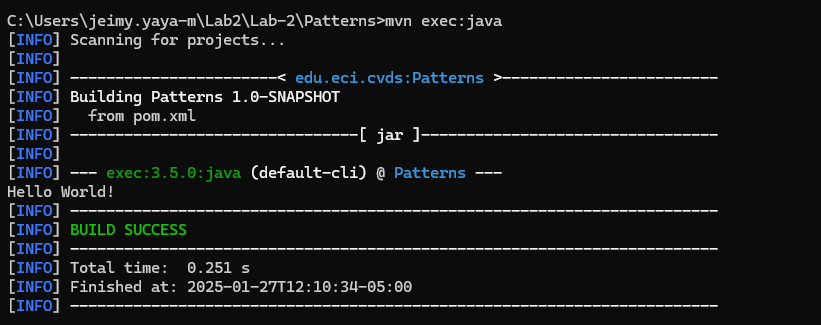 C:\Users\jeimy.yaya-m\Lab2\Lab-2\Patterns>mvn exec:java
[INFO] Scanning for projects...
[INFO]
[INFO] -----------------------< edu.eci.cvds:Patterns >------------------------
[INFO] Building Patterns 1.0-SNAPSHOT
[INFO]   from pom.xml
[INFO] --------------------------------[ jar ]---------------------------------
[INFO]
[INFO] --- exec:3.5.0:java (default-cli) @ Patterns ---
Hello World!
[INFO] ------------------------------------------------------------------------
[INFO] BUILD SUCCESS
[INFO] ------------------------------------------------------------------------
[INFO] Total time:  0.251 s
[INFO] Finished at: 2025-01-27T12:10:34-05:00
[INFO] ------------------------------------------------------------------------